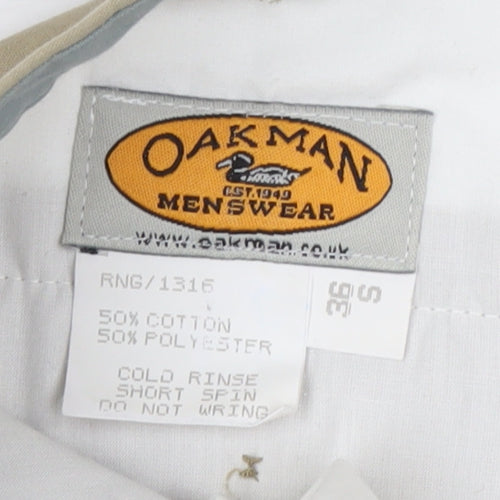 OAKMAN
EST.1949
MENSWEAR
www.oakman.co.uk
RNG/1316
50% COTTON
50% POLYESTER
COLD RINSE
SHORT SPIN
DO NOT WRING
36
S